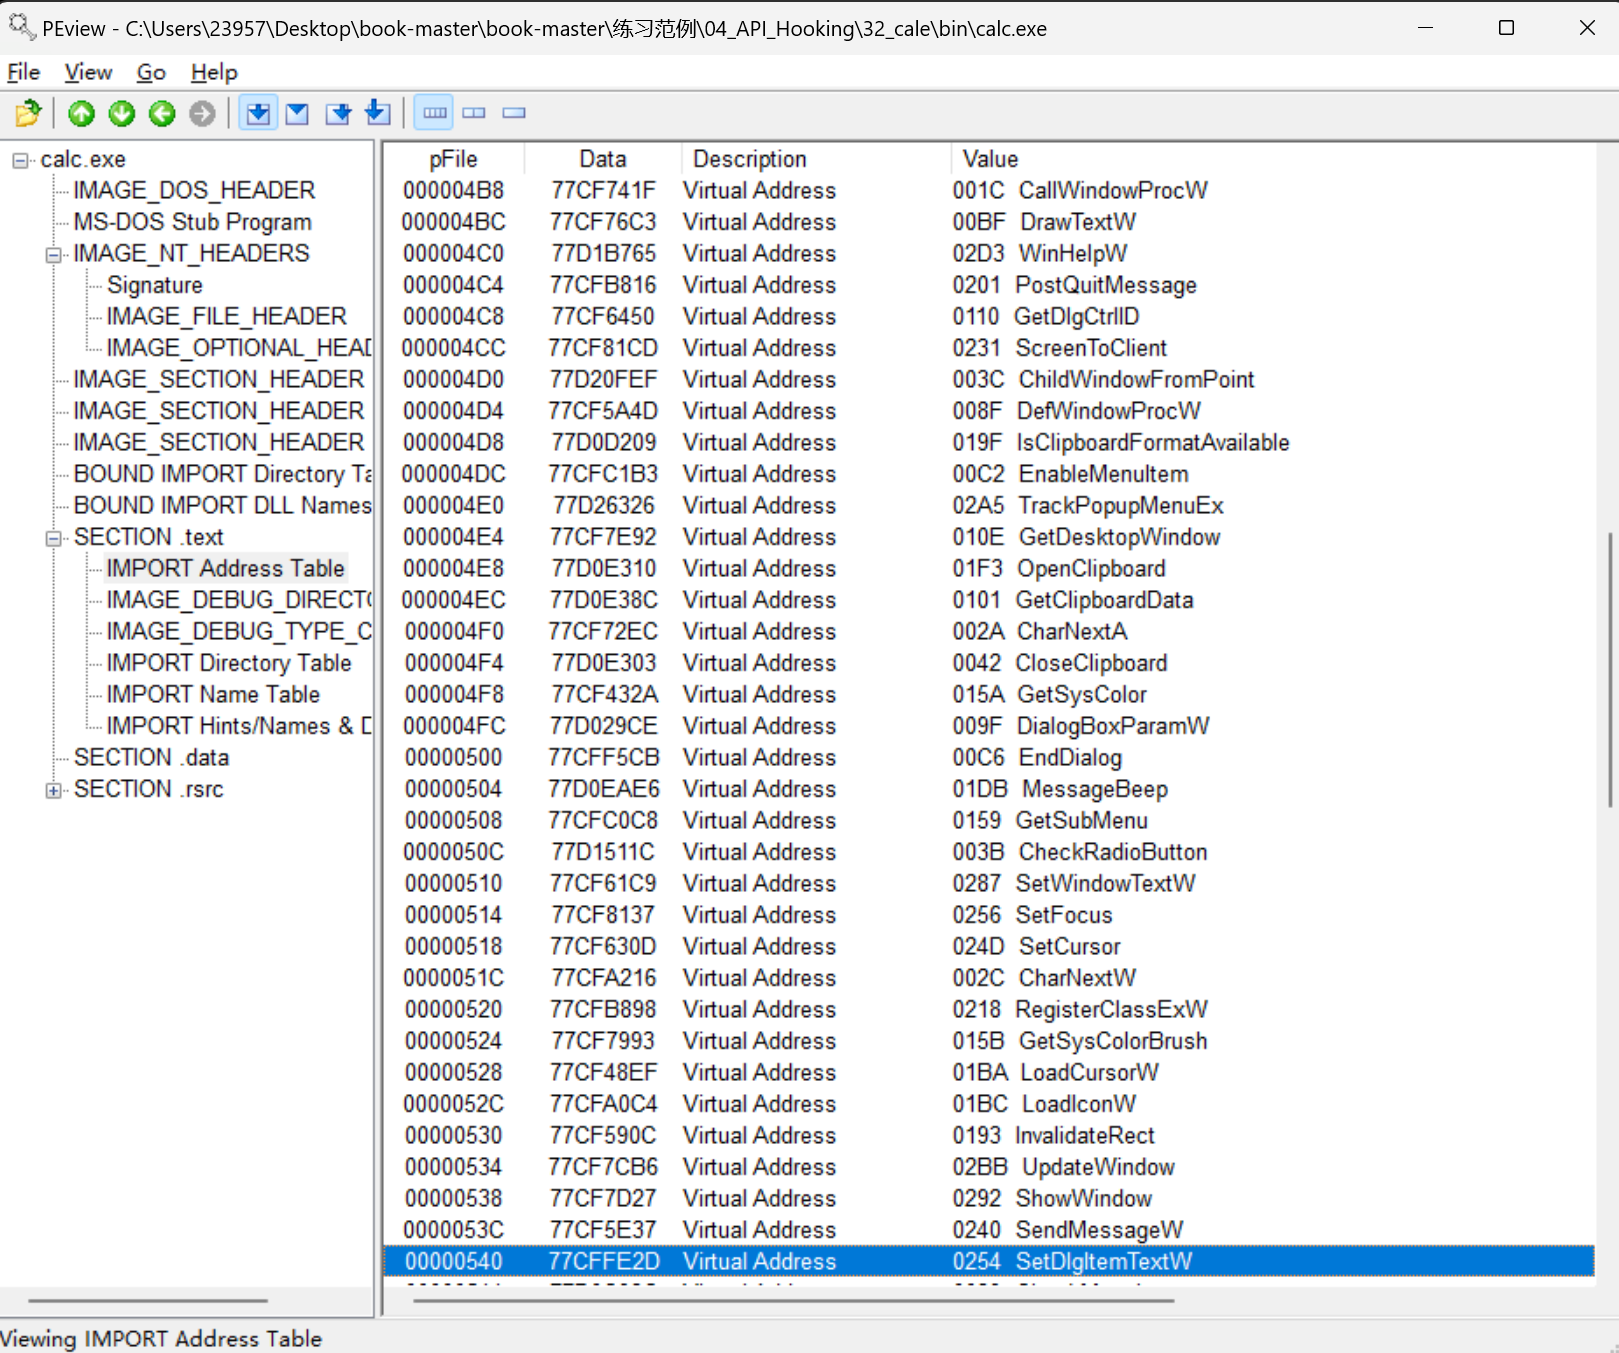 PEview - C:\Users\23957\Desktop\book-master\book-master\练习范例\04_API_Hooking\32_cale\bin\calc.exe
File View Go Help
calc.exe
IMAGE_DOS_HEADER
MS-DOS Stub Program
IMAGE_NT_HEADERS
Signature
IMAGE_FILE_HEADER
IMAGE_OPTIONAL_HEAD
IMAGE_SECTION_HEADER
IMAGE_SECTION_HEADER
IMAGE_SECTION_HEADER
BOUND IMPORT Directory Ta
BOUND IMPORT DLL Names
SECTION .text
IMPORT Address Table
IMAGE_DEBUG_DIRECTO
IMAGE_DEBUG_TYPE_C
IMPORT Directory Table
IMPORT Name Table
IMPORT Hints/Names & D
SECTION .data
SECTION .rsrc
pFile Data Description Value
000004B8 77CF741F Virtual Address 001C CallWindowProcW
000004BC 77CF76C3 Virtual Address 00BF DrawTextW
000004C0 77D1B765 Virtual Address 02D3 WinHelpW
000004C4 77CFB816 Virtual Address 0201 PostQuitMessage
000004C8 77CF6450 Virtual Address 0110 GetDlgCtrlID
000004CC 77CF81CD Virtual Address 0231 ScreenToClient
000004D0 77D20FEF Virtual Address 003C ChildWindowFromPoint
000004D4 77CF5A4D Virtual Address 008F DefWindowProcW
000004D8 77D0D209 Virtual Address 019F IsClipboardFormatAvailable
000004DC 77CFC1B3 Virtual Address 00C2 EnableMenuItem
000004E0 77D26326 Virtual Address 02A5 TrackPopupMenuEx
000004E4 77CF7E92 Virtual Address 010E GetDesktopWindow
000004E8 77D0E310 Virtual Address 01F3 OpenClipboard
000004EC 77D0E38C Virtual Address 0101 GetClipboardData
000004F0 77CF72EC Virtual Address 002A CharNextA
000004F4 77D0E303 Virtual Address 0042 CloseClipboard
000004F8 77CF432A Virtual Address 015A GetSysColor
000004FC 77D029CE Virtual Address 009F DialogBoxParamW
00000500 77CFF5CB Virtual Address 00C6 EndDialog
00000504 77D0EAE6 Virtual Address 01DB MessageBeep
00000508 77CFC0C8 Virtual Address 0159 GetSubMenu
0000050C 77D1511C Virtual Address 003B CheckRadioButton
00000510 77CF61C9 Virtual Address 0287 SetWindowTextW
00000514 77CF8137 Virtual Address 0256 SetFocus
00000518 77CF630D Virtual Address 024D SetCursor
0000051C 77CFA216 Virtual Address 002C CharNextW
00000520 77CFB898 Virtual Address 0218 RegisterClassExW
00000524 77CF7993 Virtual Address 015B GetSysColorBrush
00000528 77CF48EF Virtual Address 01BA LoadCursorW
0000052C 77CFA0C4 Virtual Address 01BC LoadIconW
00000530 77CF590C Virtual Address 0193 InvalidateRect
00000534 77CF7CB6 Virtual Address 02BB UpdateWindow
00000538 77CF7D27 Virtual Address 0292 ShowWindow
0000053C 77CF5E37 Virtual Address 0240 SendMessageW
00000540 77CFFE2D Virtual Address 0254 SetDlgItemTextW
Viewing IMPORT Address Table